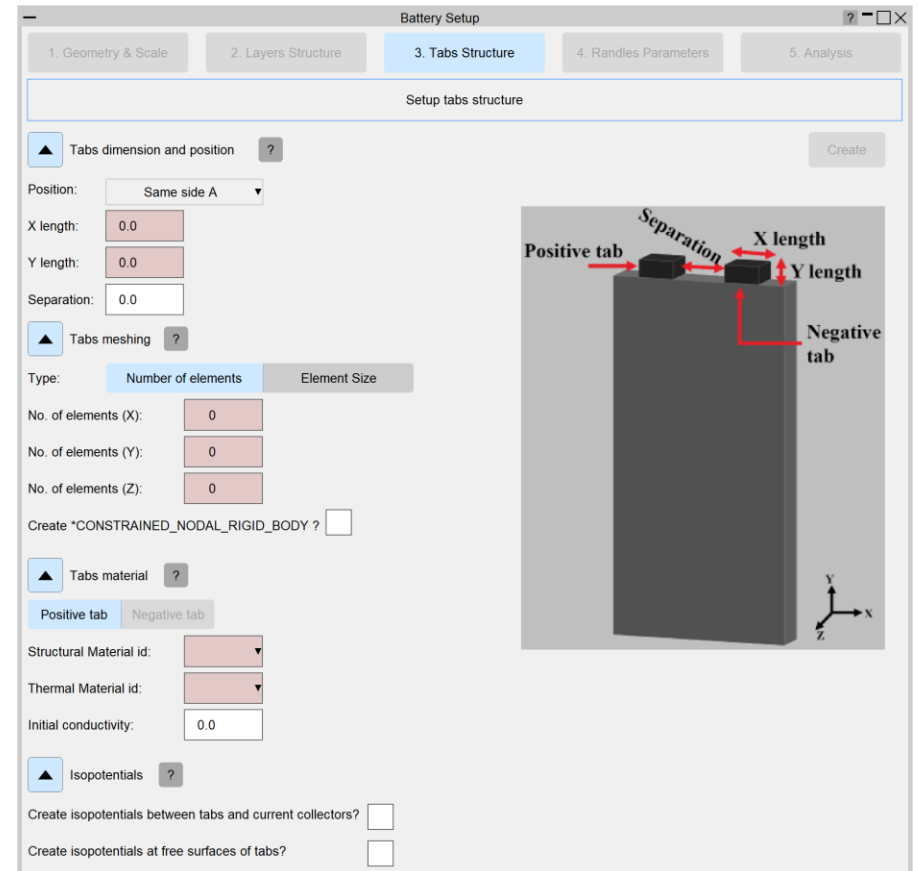 Battery Setup ?
1. Geometry & Scale 2. Layers Structure 3. Tabs Structure 4. Randles Parameters 5. Analysis
Setup tabs structure
Tabs dimension and position ? Create
Position: Same side A
X length: 0.0
Y length: 0.0
Separation: 0.0
Tabs meshing ?
Type: Number of elements Element Size
No. of elements (X): 0
No. of elements (Y): 0
No. of elements (Z): 0
Create *CONSTRAINED_NODAL_RIGID_BODY ?
Tabs material ?
Positive tab Negative tab
Structural Material id:
Thermal Material id:
Initial conductivity: 0.0
Isopotentials ?
Create isopotentials between tabs and current collectors?
Create isopotentials at free surfaces of tabs?
Separation
Positive tab
X length
Y length
Negative
tab
Y
X
Z